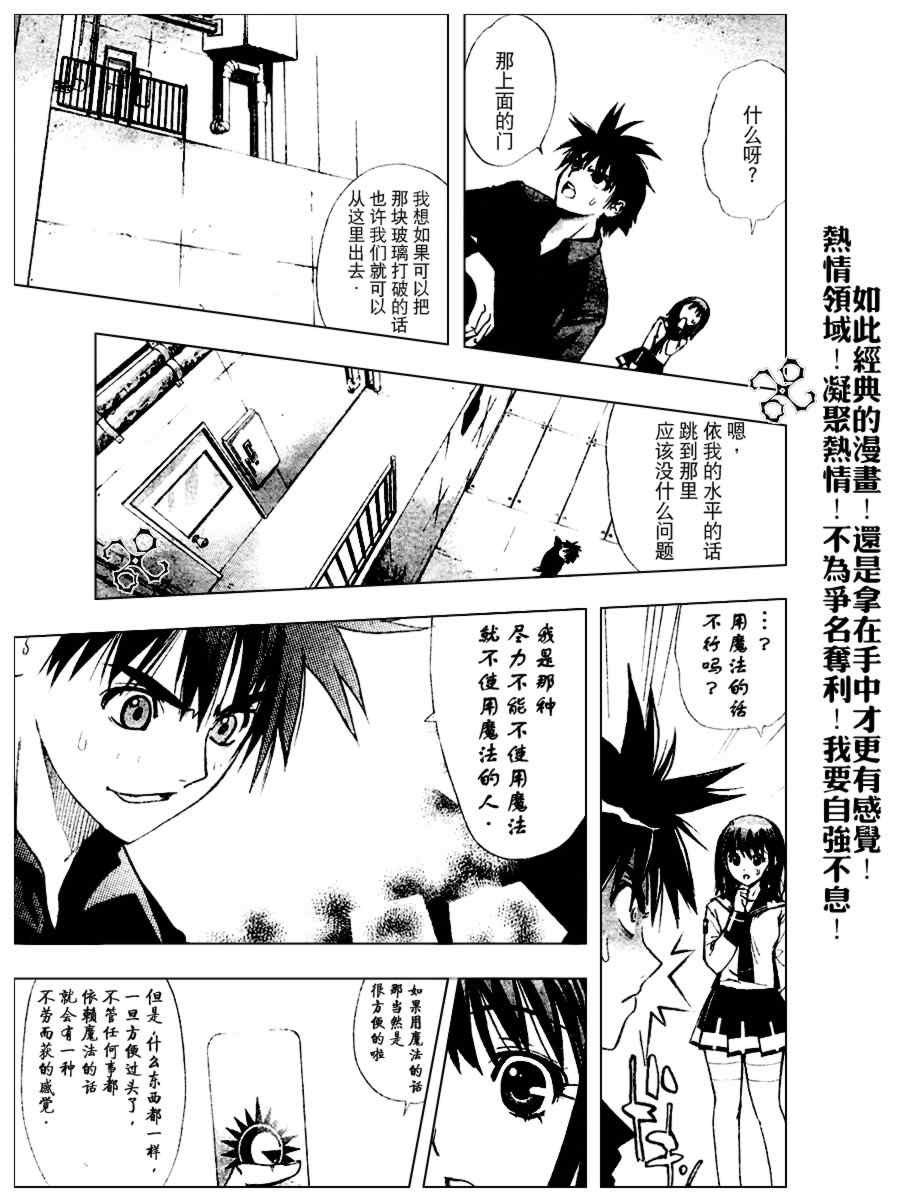 什么呀？
那上面的门
我想如果可以把
那块玻璃打破的话
也许我们就可以
从这里出去．
嗯，
依我的水平的话
跳到那里
应该没什么问题
…？
用魔法的话
不行吗？
我是那种
尽力不能不使用魔法
就不使用魔法的人．
如果用魔法的话
那当然是
很方便的啦
但是，什么东西都一样，
一旦方便过头了，
不管任何事都
依赖魔法的话
就会有一种
不劳而获的感觉．
如此經典的漫畫！還是拿在手中才更有感覺！
熱情領域！凝聚熱情！不為爭名奪利！我要自強不息！